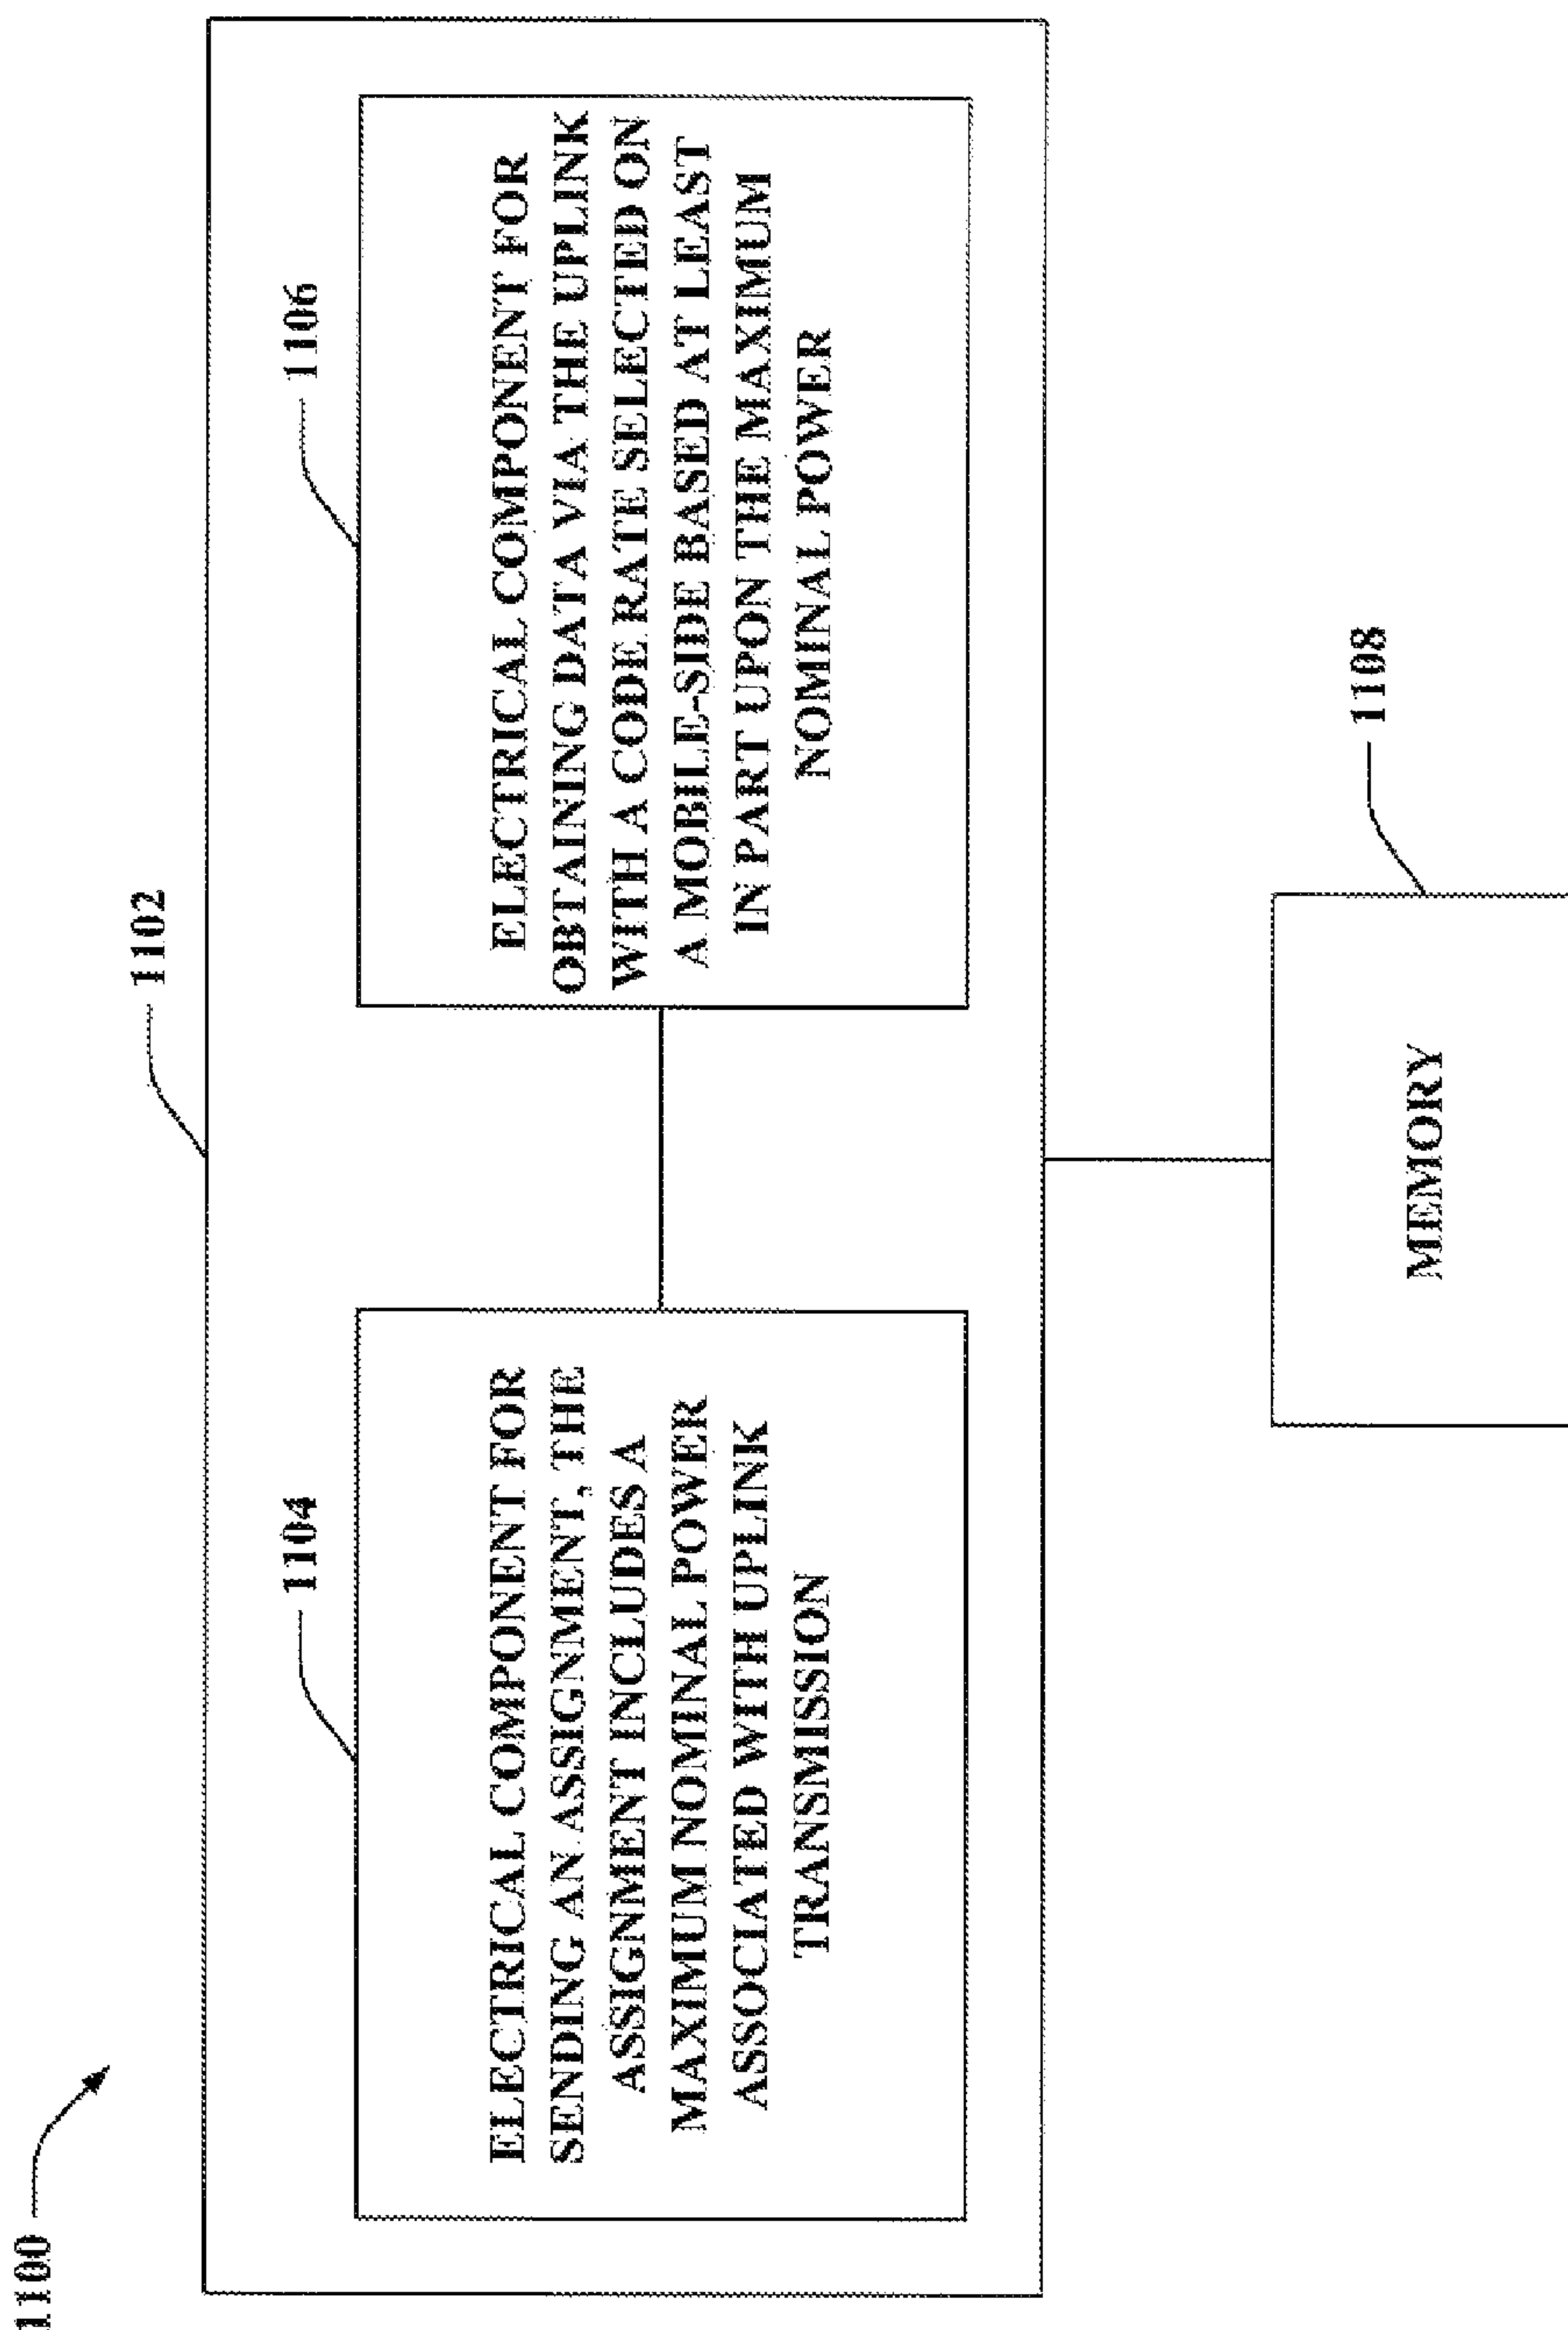 1100
1102
1104
ELECTRICAL COMPONENT FOR
SENDING AN ASSIGNMENT, THE
ASSIGNMENT INCLUDES A
MAXIMUM NOMINAL POWER
ASSOCIATED WITH UPLINK
TRANSMISSION
1106
ELECTRICAL COMPONENT FOR
OBTAINING DATA VIA THE UPLINK
WITH A CODE RATE SELECTED ON
A MOBILE-SIDE BASED AT LEAST
IN PART UPON THE MAXIMUM
NOMINAL POWER
1108
MEMORY